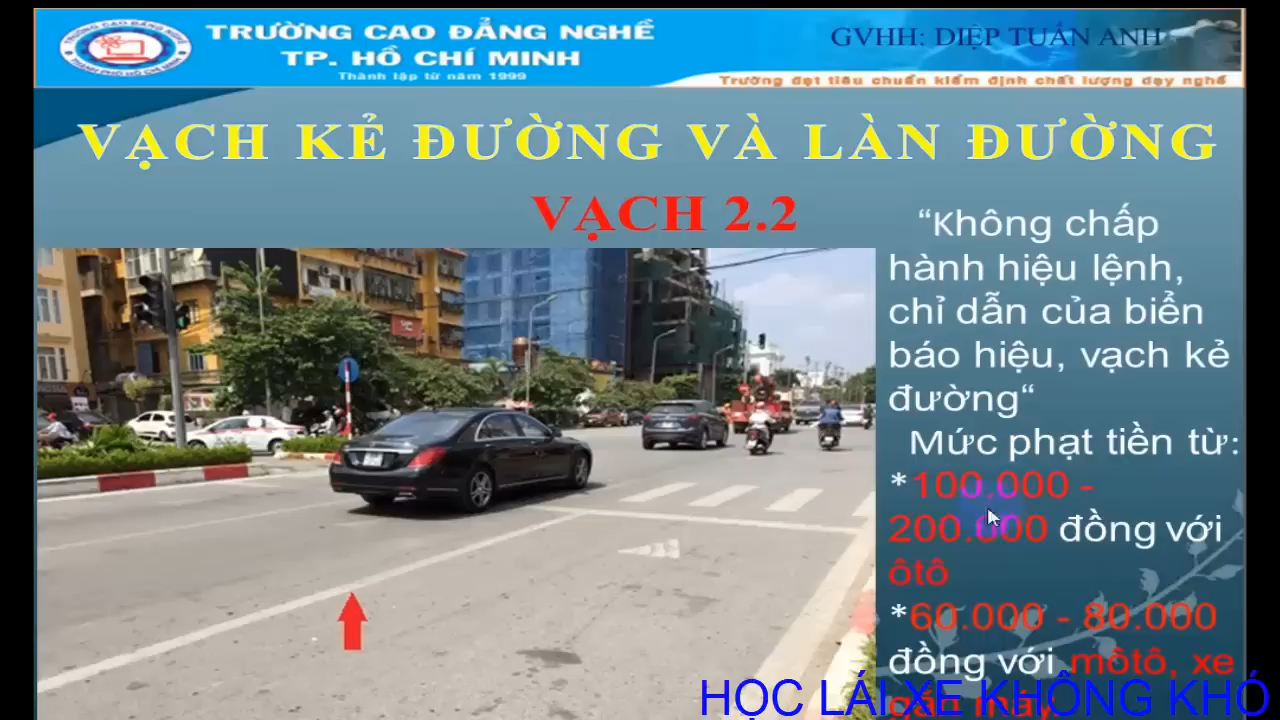 TRƯỜNG CAO ĐẲNG NGHỀ
TP. HỒ CHÍ MINH
Thành lập từ năm 1999
GVHH: DIỆP TUẤN ANH
Trường đạt tiêu chuẩn kiểm định chất lượng dạy nghề
VẠCH KẺ ĐƯỜNG VÀ LÀN ĐƯỜNG
VẠCH 2.2
“Không chấp
hành hiệu lệnh,
chỉ dẫn của biển
báo hiệu, vạch kẻ
đường“
Mức phạt tiền từ:
*100.000 -
200.000 đồng với
ôtô
*60.000 - 80.000
đồng với môtô, xe
gắn máy.
HỌC LÁI XE KHÔNG KHÓ